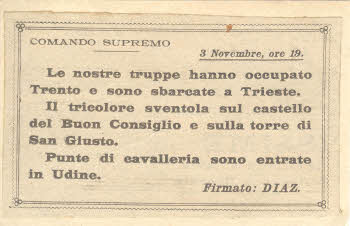 COMANDO SUPREMO
3 Novembre, ore 19.
Le nostre truppe hanno occupato
Trento e sono sbarcate a Trieste.
Il tricolore sventola sul castello
del Buon Consiglio e sulla torre di
San Giusto.
Punte di cavalleria sono entrate
in Udine.
Firmato: DIAZ.